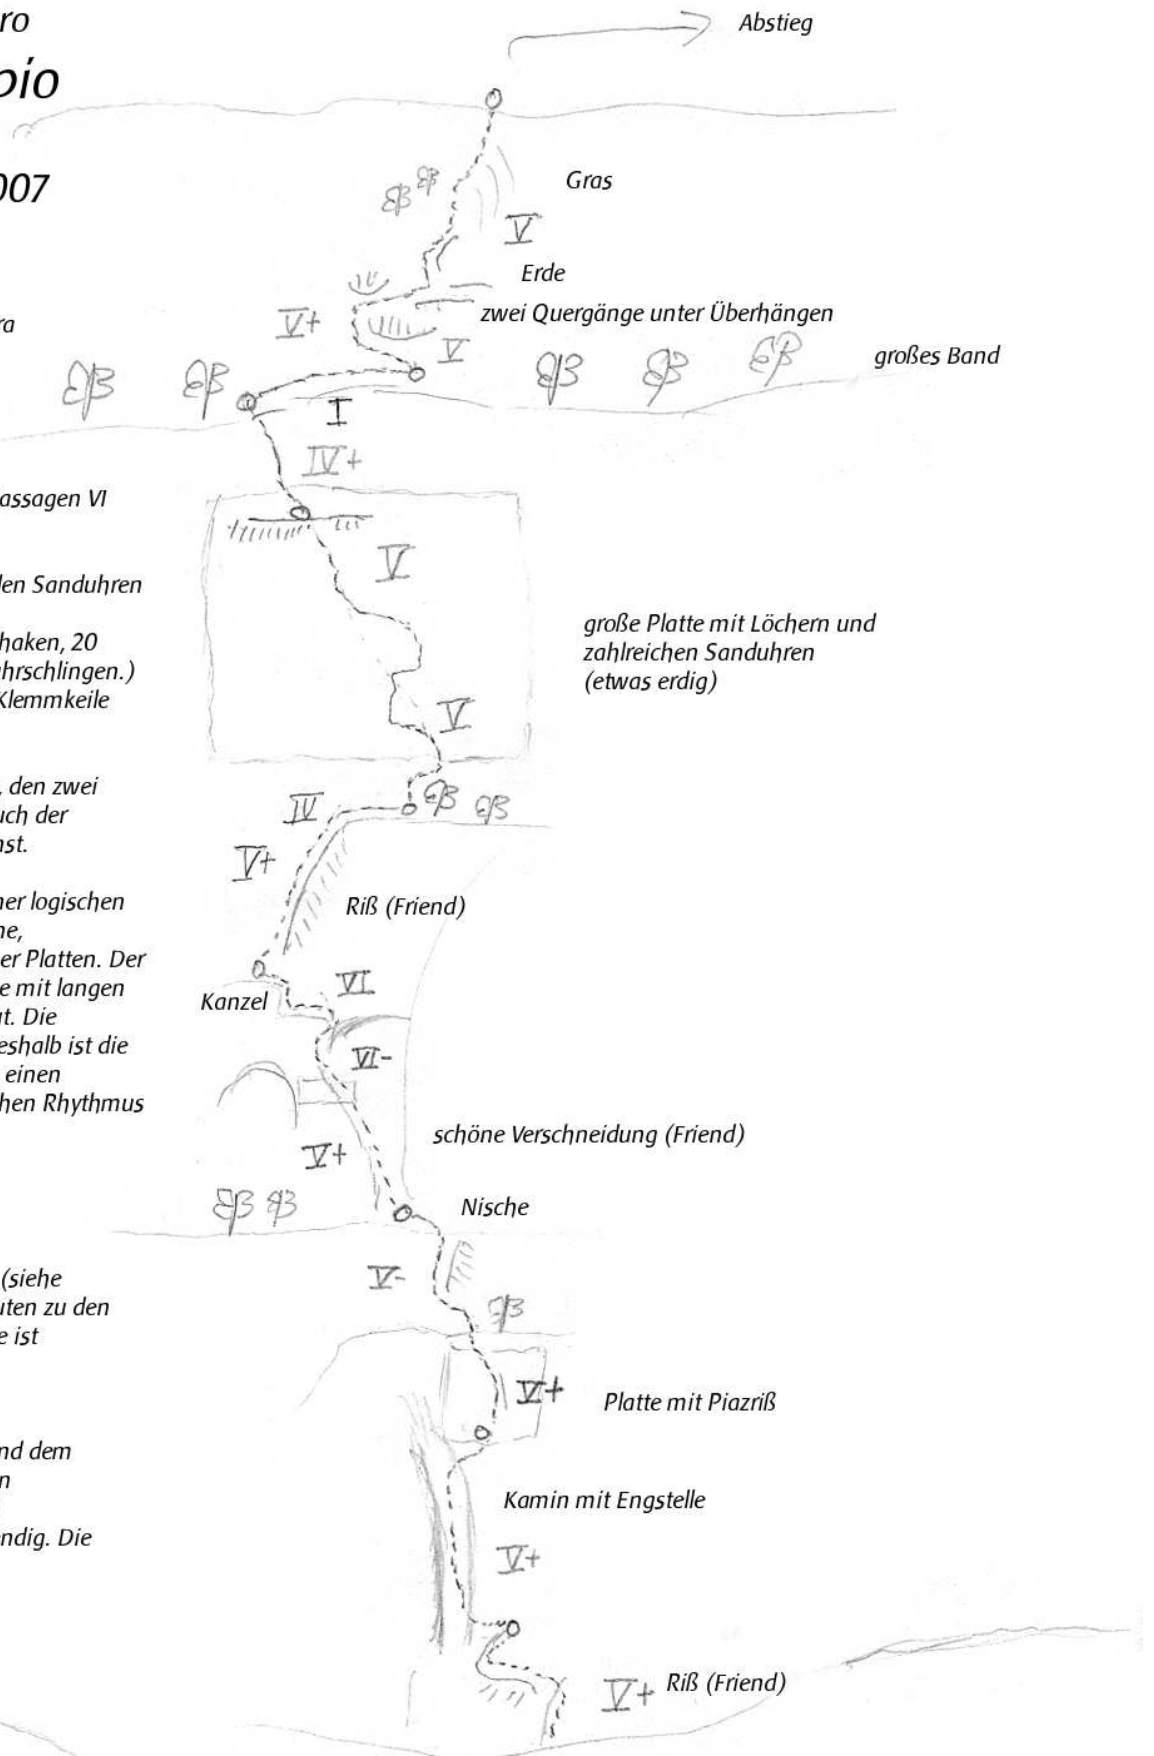 ro
Abstieg
pio
007
Gras
V
Erde
V+
zwei Quergänge unter Überhängen
ra
V
großes Band
I
IV+
assagen VI
V
len Sanduhren
haken, 20
große Platte mit Löchern und
zahlreichen Sanduhren
(etwas erdig)
hrschlingen.)
Klemmkeile
V
, den zwei
uch der
nst.
IV
V+
her logischen
ne,
er Platten. Der
e mit langen
Riß (Friend)
VI
Kanzel
ut. Die
eshalb ist die
einen
hen Rhythmus
VI-
schöne Verschneidung (Friend)
V+
Nische
V-
(siehe
uten zu den
e ist
V+
Platte mit Piazriß
nd dem
n
Kamin mit Engstelle
ndig. Die
V+
V+ Riß (Friend)